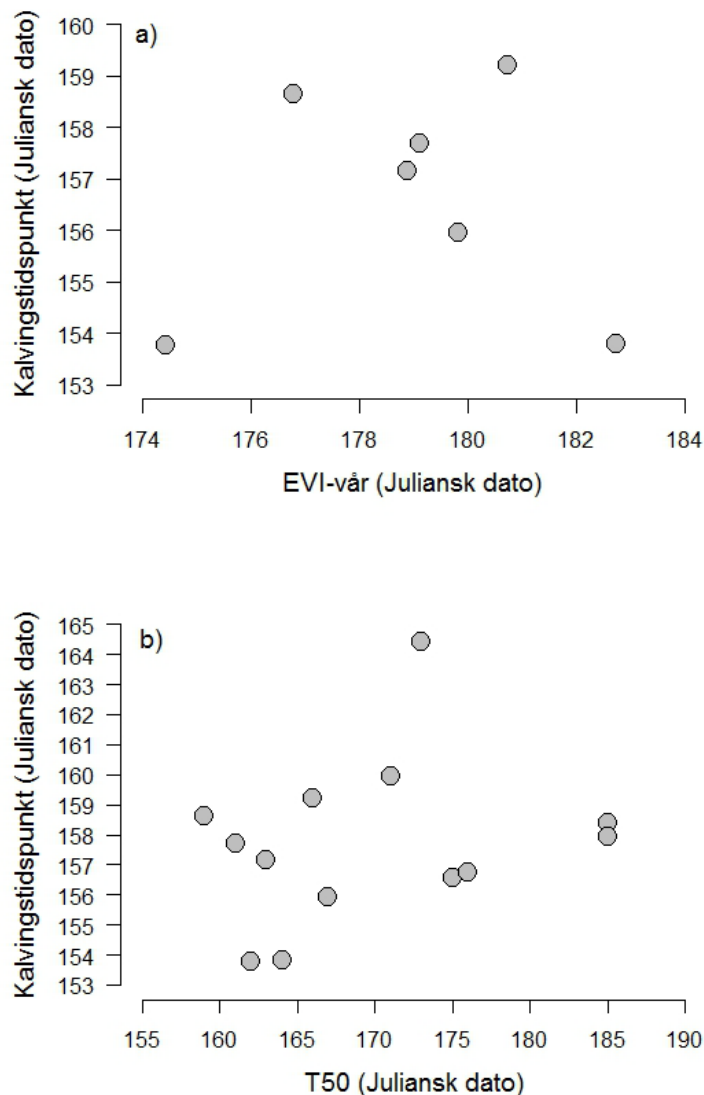 a)
Kalvingstidspunkt (Juliansk dato)
160
159
158
157
156
155
154
153
174 176 178 180 182 184
EVI-vår (Juliansk dato)
b)
Kalvingstidspunkt (Juliansk dato)
165
164
163
162
161
160
159
158
157
156
155
154
153
155 160 165 170 175 180 185 190
T50 (Juliansk dato)